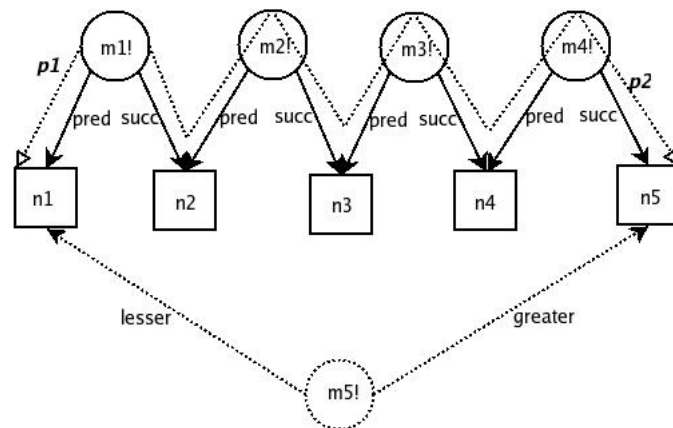 m1!
m2!
m3!
m4!
p1
p2
pred succ
pred succ
pred succ
pred succ
n1
n2
n3
n4
n5
lesser
greater
m5!